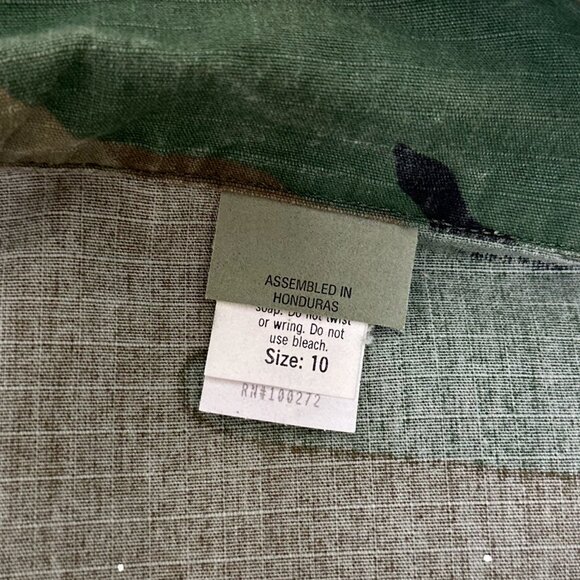 ASSEMBLED IN
HONDURAS
soap. Do not twist
or wring. Do not
use bleach.
Size: 10
RN#100272